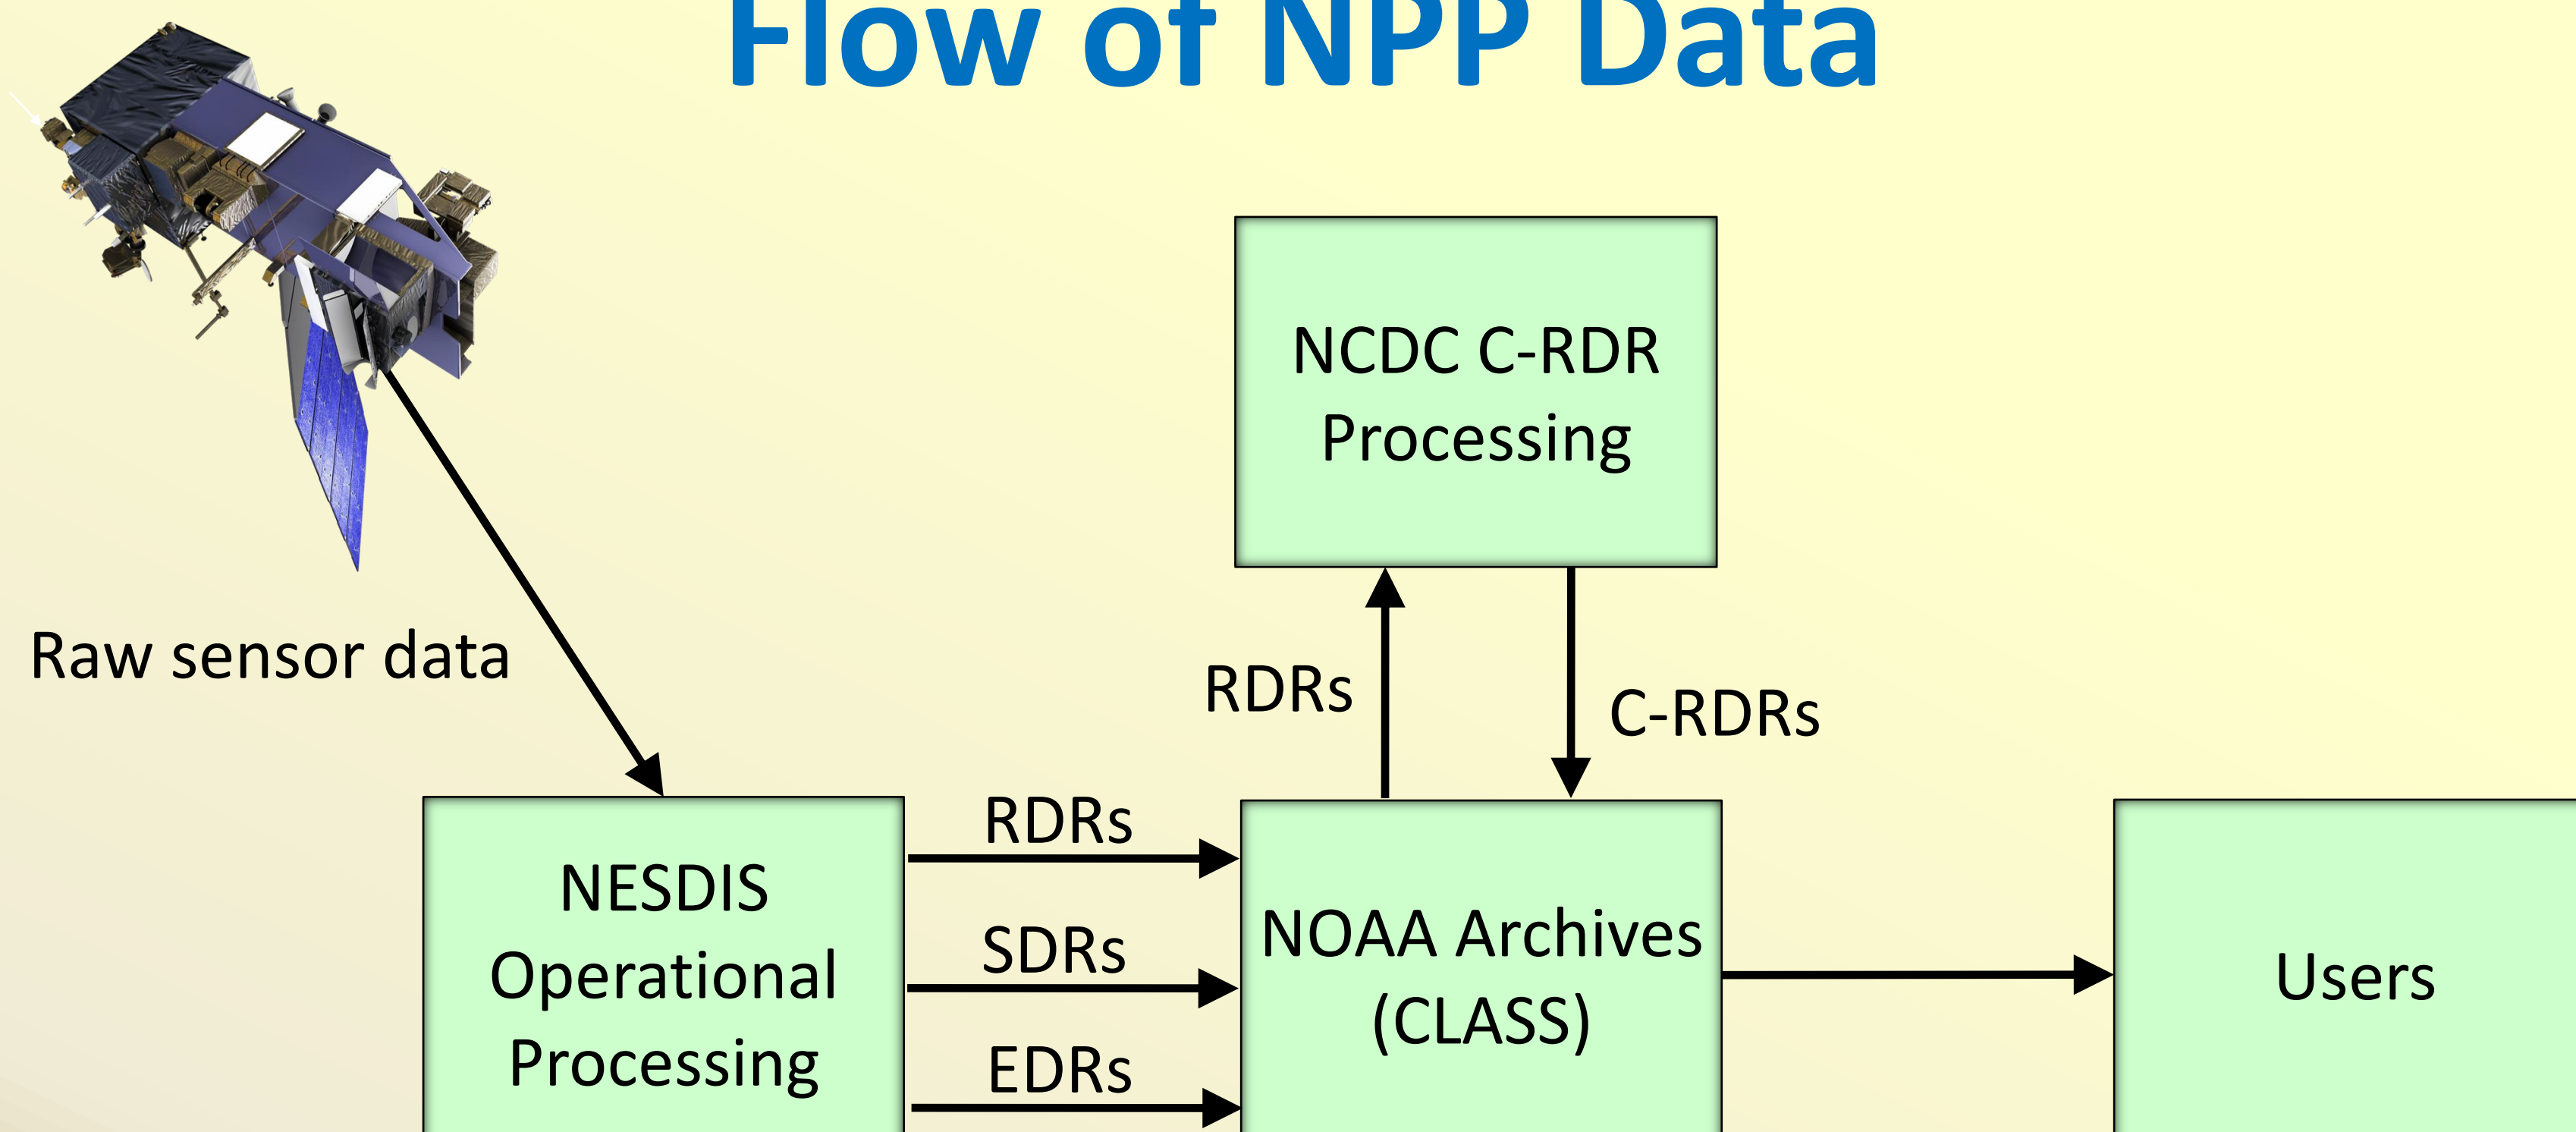 Flow of NPP Data
NCDC C-RDR
Processing
Raw sensor data
RDRs
C-RDRs
NESDIS
Operational
Processing
RDRs
SDRs
EDRs
NOAA Archives
(CLASS)
Users